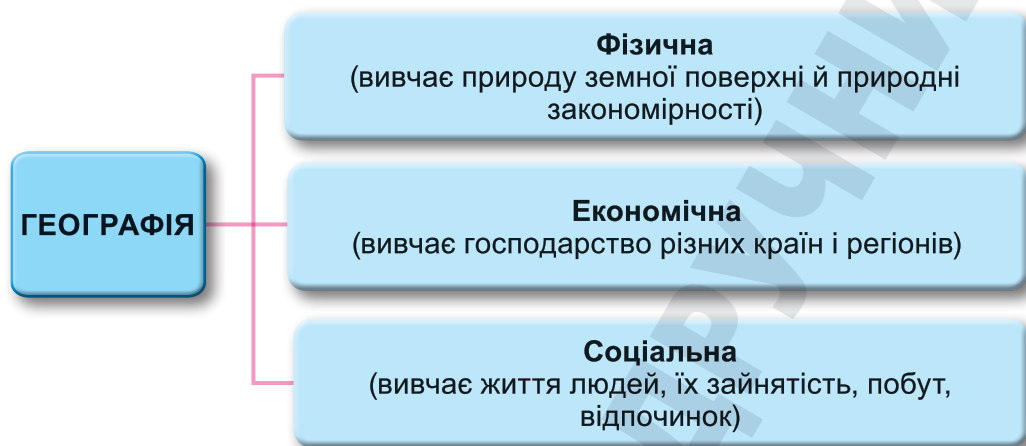 Фізична
(вивчає природу земної поверхні й природні
закономірності)
ГЕОГРАФІЯ
Економічна
(вивчає господарство різних країн і регіонів)
Соціальна
(вивчає життя людей, їх зайнятість, побут,
відпочинок)